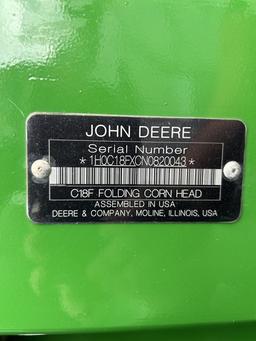 JOHN DEERE
Serial Number
*1H0C18FXCN0820043*
C18F FOLDING CORN HEAD
ASSEMBLED IN USA
DEERE & COMPANY, MOLINE, ILLINOIS, USA